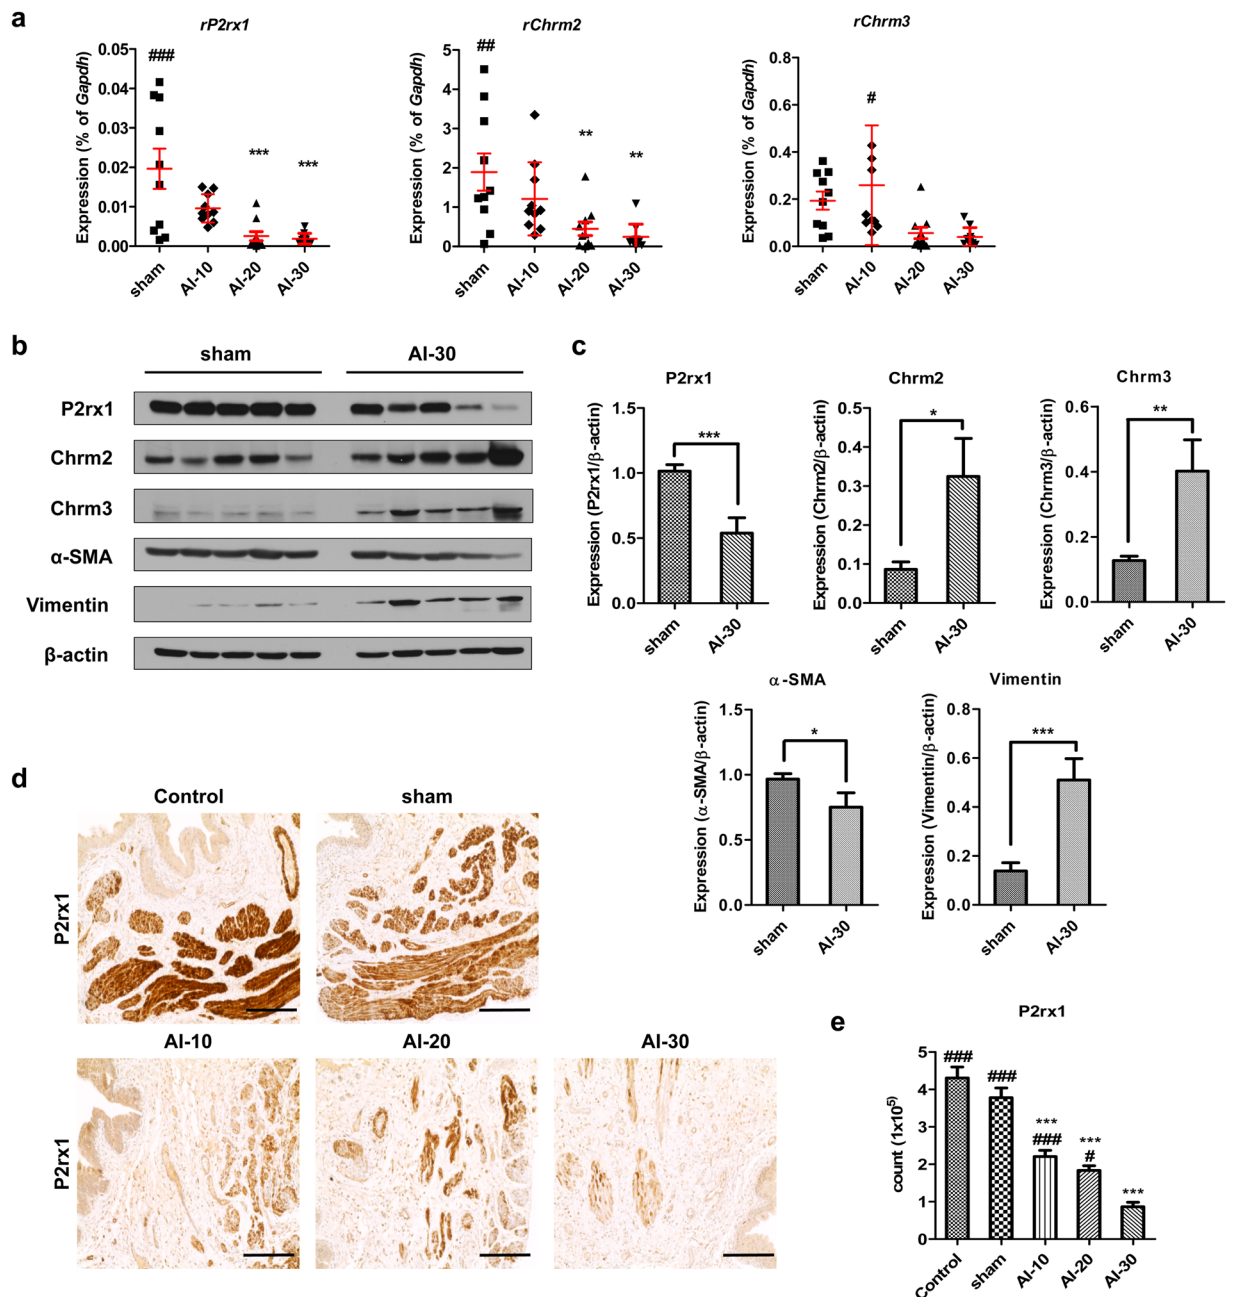 a
rP2rx1
rChrm2
rChrm3
Expression (% of Gapdh)
0.05
0.04
0.03
0.02
0.01
0.00
###
***
***
sham
AI-10
AI-20
AI-30
Expression (% of Gapdh)
5
4
3
2
1
0
##
**
**
sham
AI-10
AI-20
AI-30
Expression (% of Gapdh)
0.8
0.6
0.4
0.2
0.0
#
sham
AI-10
AI-20
AI-30
b
sham
AI-30
P2rx1
Chrm2
Chrm3
α-SMA
Vimentin
β-actin
c
P2rx1
Expression (P2rx1/β-actin)
1.5
1.0
0.5
0.0
***
sham
AI-30
Chrm2
Expression (Chrm2/β-actin)
0.5
0.4
0.3
0.2
0.1
0.0
*
sham
AI-30
Chrm3
Expression (Chrm3/β-actin)
0.6
0.4
0.2
0.0
**
sham
AI-30
α-SMA
Expression (α-SMA/β-actin)
1.5
1.0
0.5
0.0
*
sham
AI-30
Vimentin
Expression (Vimentin/β-actin)
0.8
0.6
0.4
0.2
0.0
***
sham
AI-30
d
Control
sham
P2rx1
AI-10
AI-20
AI-30
P2rx1
e
P2rx1
count (1x10⁵)
5
4
3
2
1
0
###
###
***
###
***
#
***
Control
sham
AI-10
AI-20
AI-30